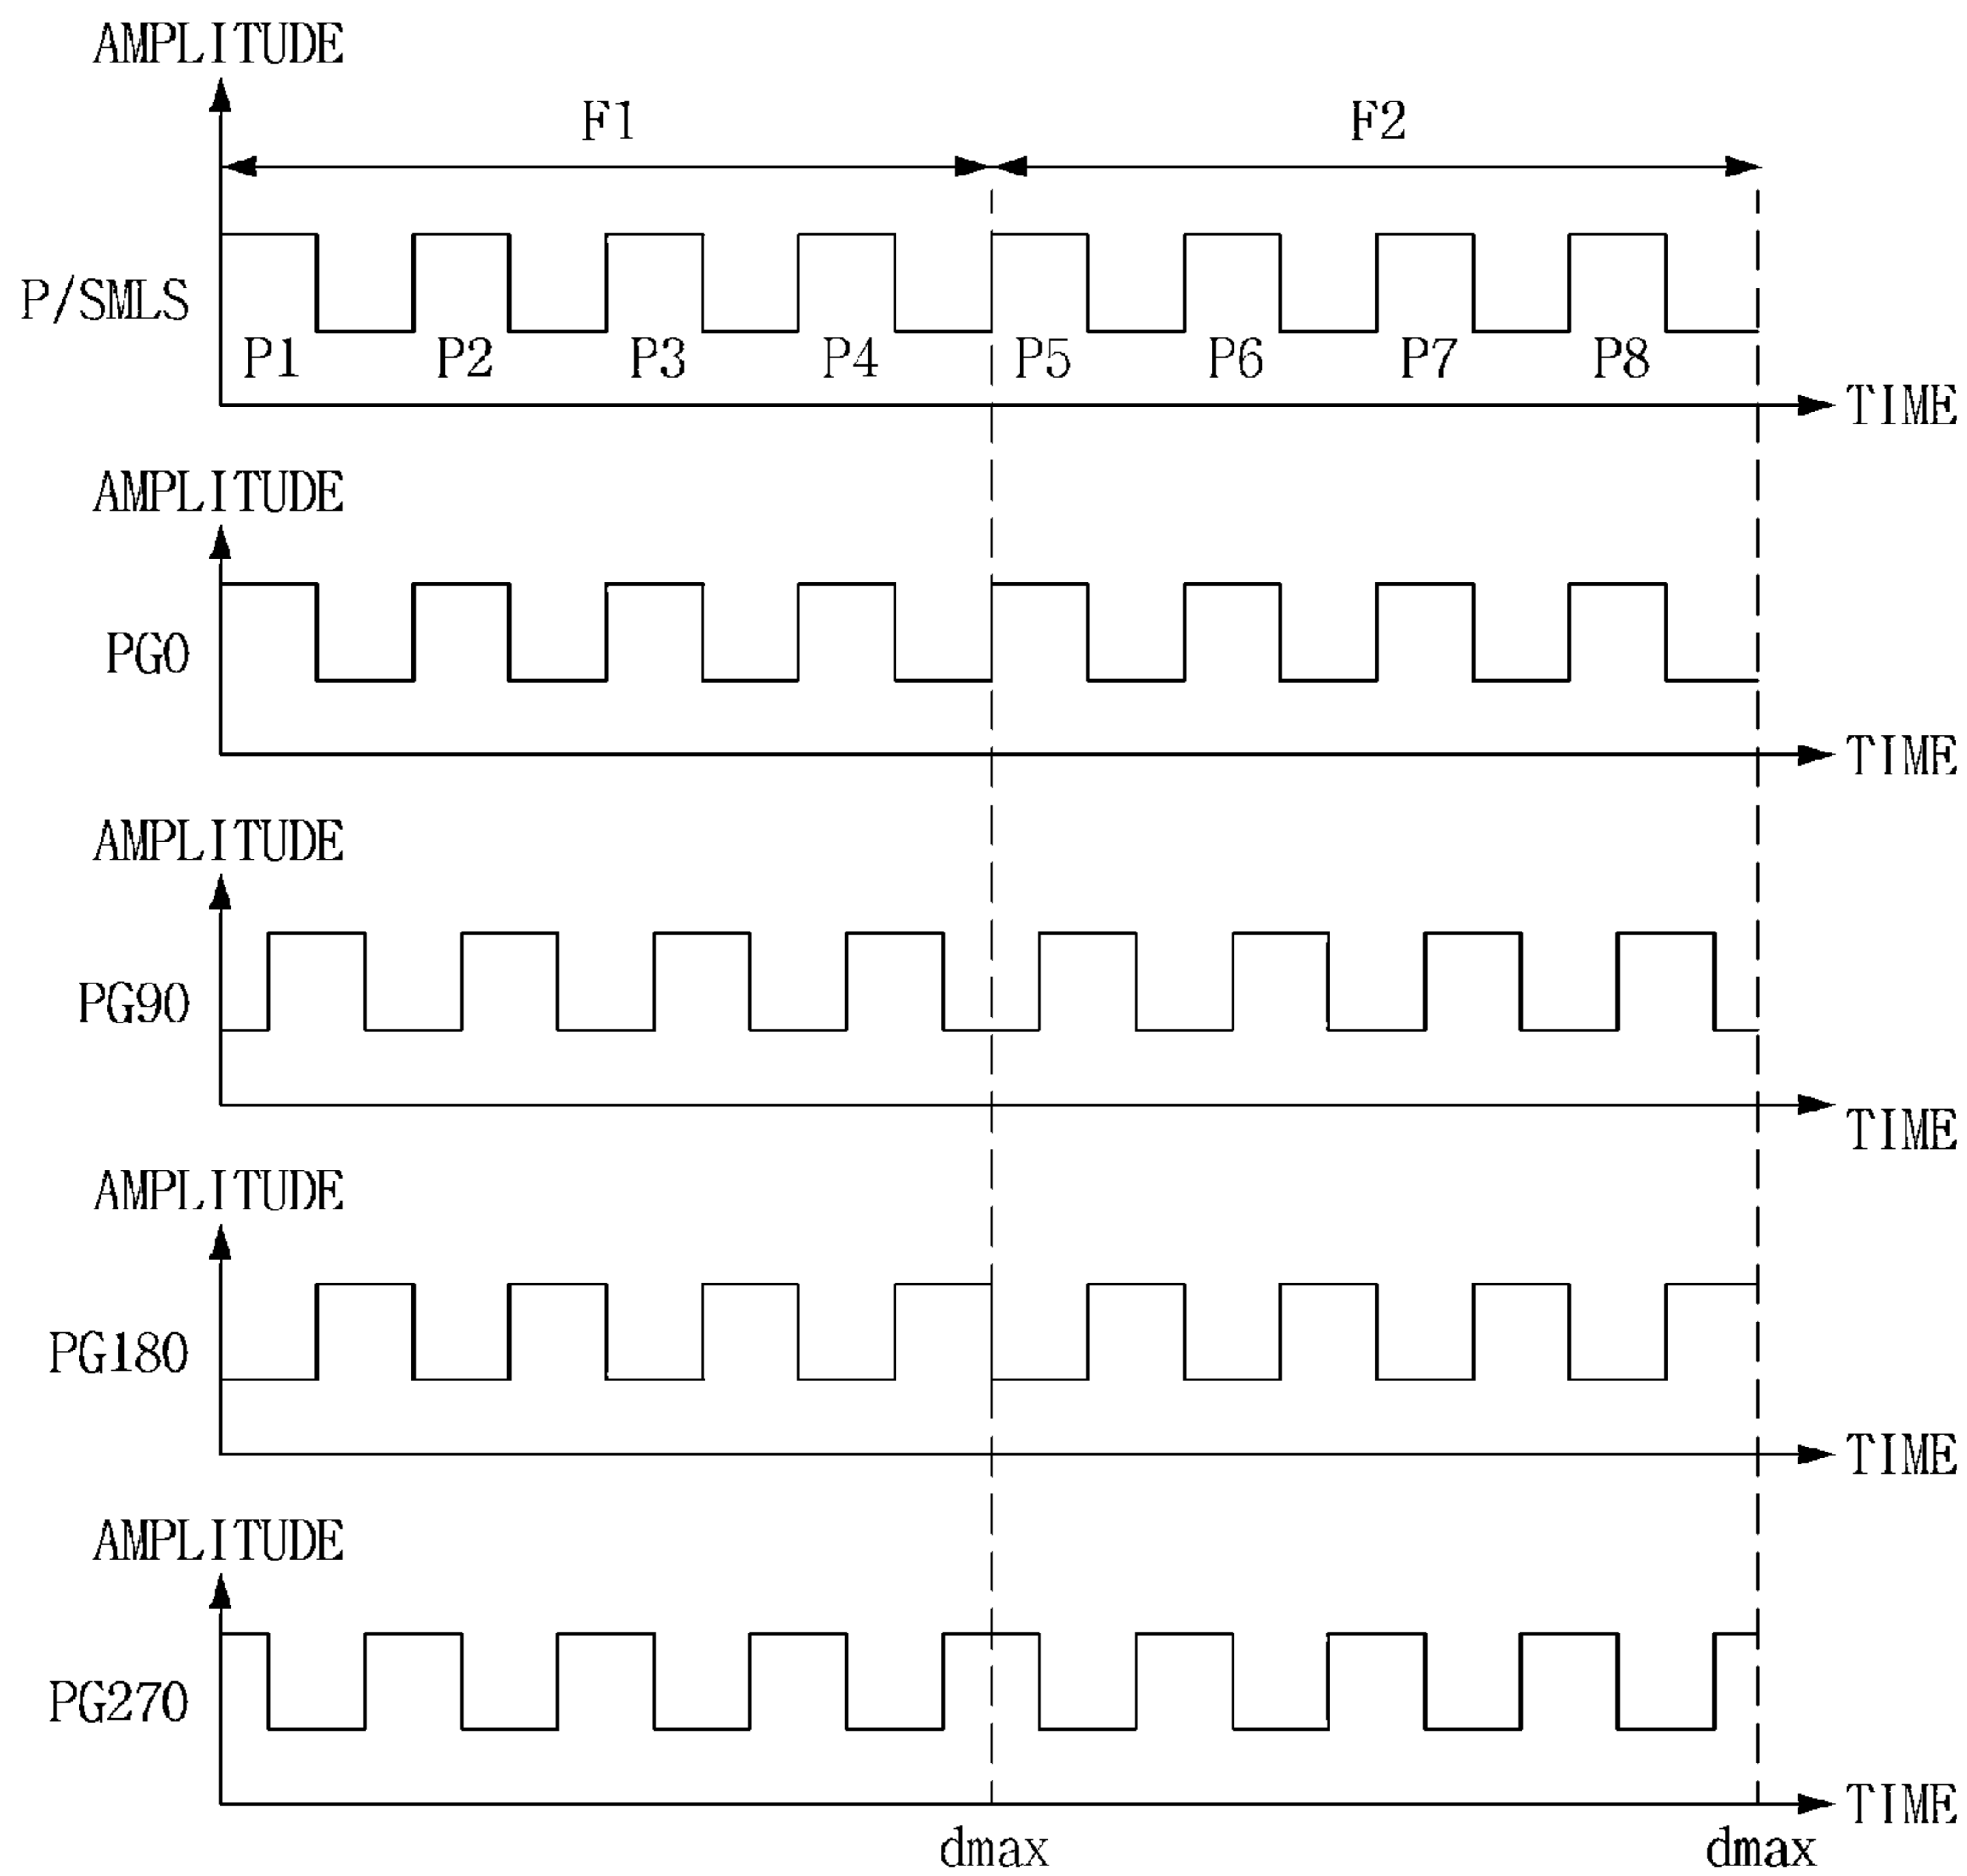 AMPLITUDE
F1 F2
P/SMLS
P1 P2 P3 P4 P5 P6 P7 P8
TIME
AMPLITUDE
PG0
TIME
AMPLITUDE
PG90
TIME
AMPLITUDE
PG180
TIME
AMPLITUDE
PG270
TIME
dmax dmax